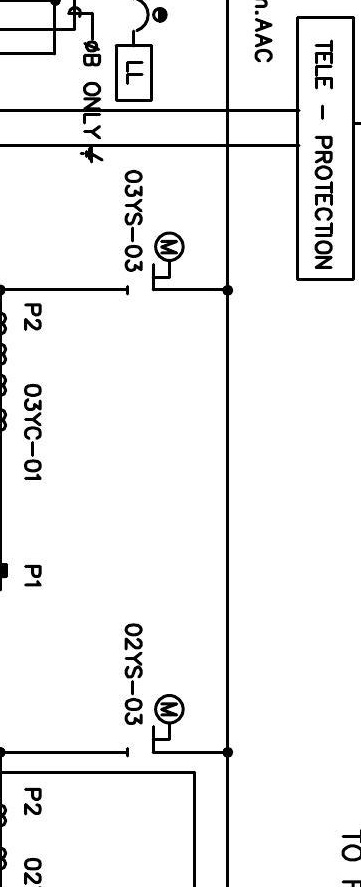 TELE - PROTECTION
n.AAC
LL
øB ONLY
03YS-03
M
P2
03YC-01
P1
02YS-03
M
P2
02
TO